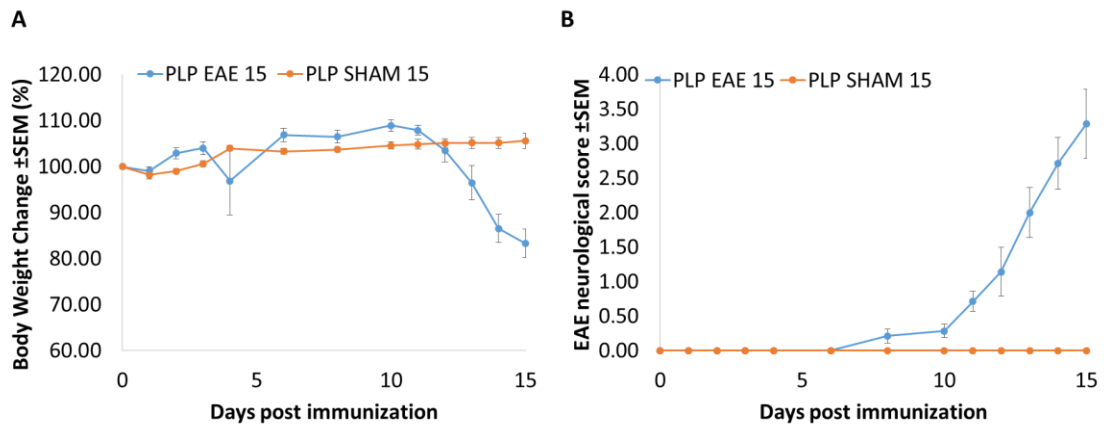 A
PLP EAE 15 PLP SHAM 15
Body Weight Change ±SEM (%)
120.00
110.00
100.00
90.00
80.00
70.00
60.00
0 5 10 15
Days post immunization
B
PLP EAE 15 PLP SHAM 15
EAE neurological score ±SEM
4.00
3.50
3.00
2.50
2.00
1.50
1.00
0.50
0.00
0 5 10 15
Days post immunization